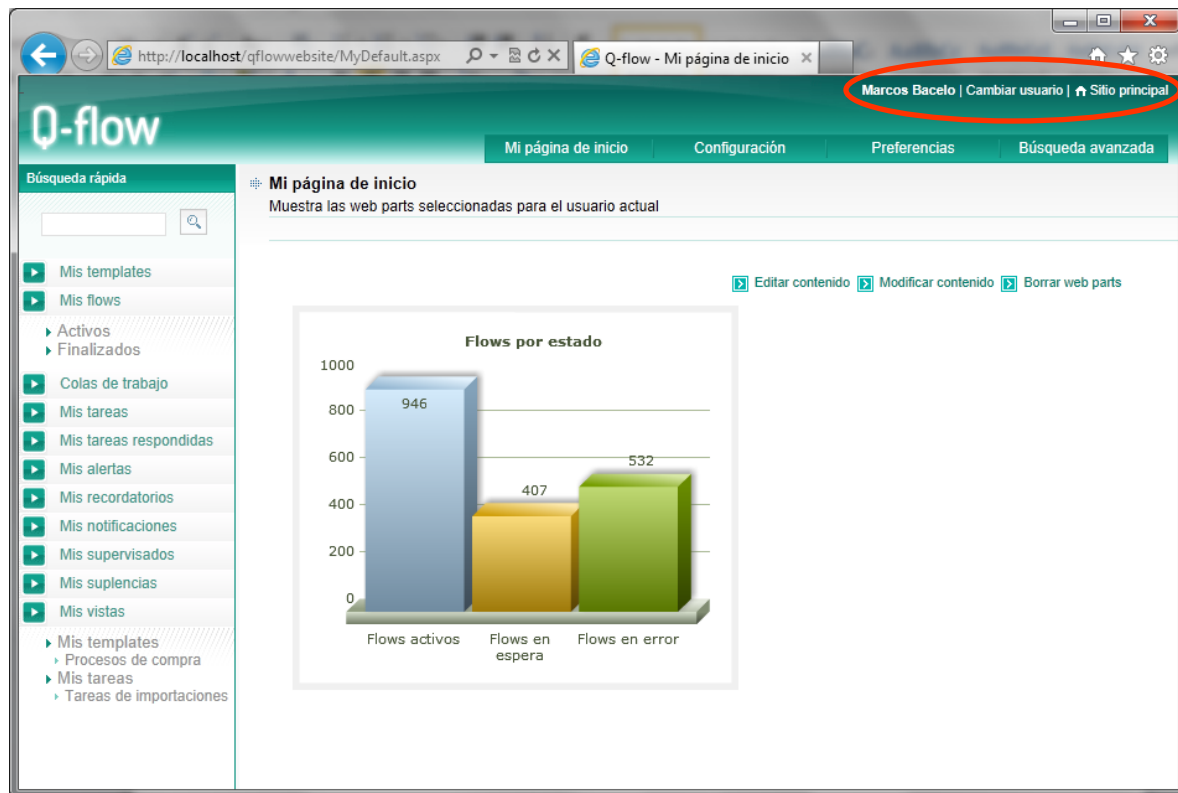 http://localhost/qflowwebsite/MyDefault.aspx
Q-flow - Mi página de inicio
Marcos Bacelo | Cambiar usuario | Sitio principal
Q-flow
Mi página de inicio Configuración Preferencias Búsqueda avanzada
Búsqueda rápida
Mis templates
Mis flows
Activos
Finalizados
Colas de trabajo
Mis tareas
Mis tareas respondidas
Mis alertas
Mis recordatorios
Mis notificaciones
Mis supervisados
Mis suplencias
Mis vistas
Mis templates
Procesos de compra
Mis tareas
Tareas de importaciones
Mi página de inicio
Muestra las web parts seleccionadas para el usuario actual
Editar contenido Modificar contenido Borrar web parts
Flows por estado
1000
800
600
400
200
0
946
407
532
Flows activos
Flows en
espera
Flows en error